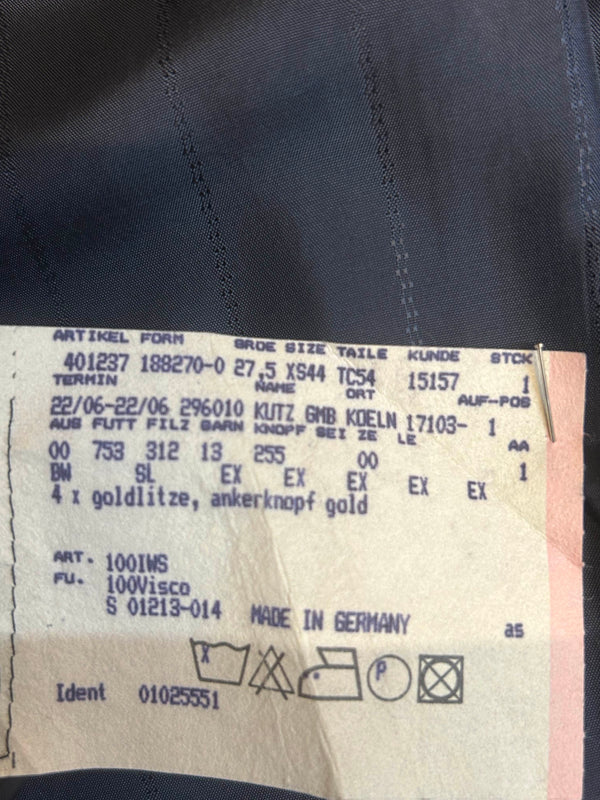 ARTIKEL FORM GROE SIZE TAILE KUNDE STCK
401237 188270-0 27,5 XS44 TC54 15157 1
TERMIN NAME ORT AUF-POS
22/06-22/06 296010 KUTZ GMB KOELN 17103- 1
AUS FUTT FILZ GARN KNOPF SEI ZE LE AA
00 753 312 13 255 00 1
BW SL EX EX EX EX EX
4 x goldlitze, ankerknopf gold
ART. 100IWS
FU. 100Visco
S 01213-014 MADE IN GERMANY as
X P
Ident 01025551